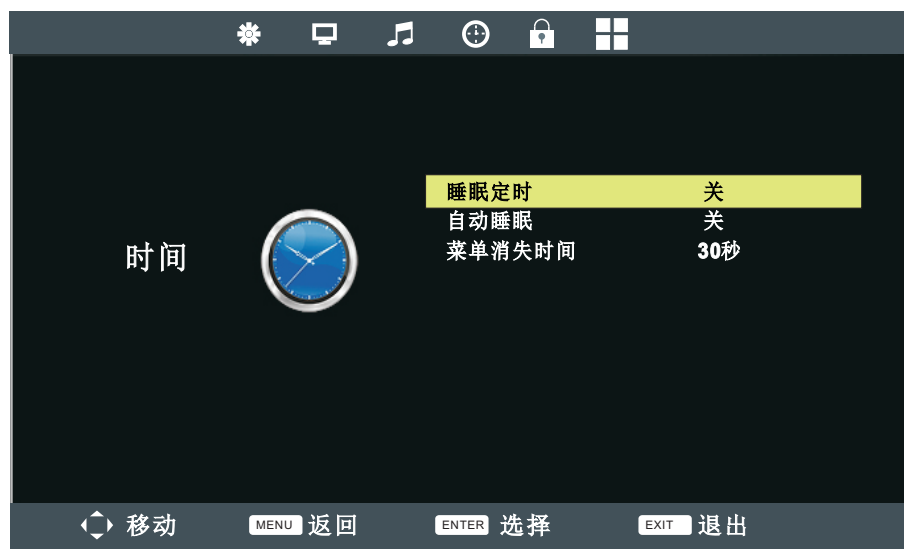 睡眠定时 关
自动睡眠 关
菜单消失时间 30秒
时间
移动 MENU 返回 ENTER 选择 EXIT 退出